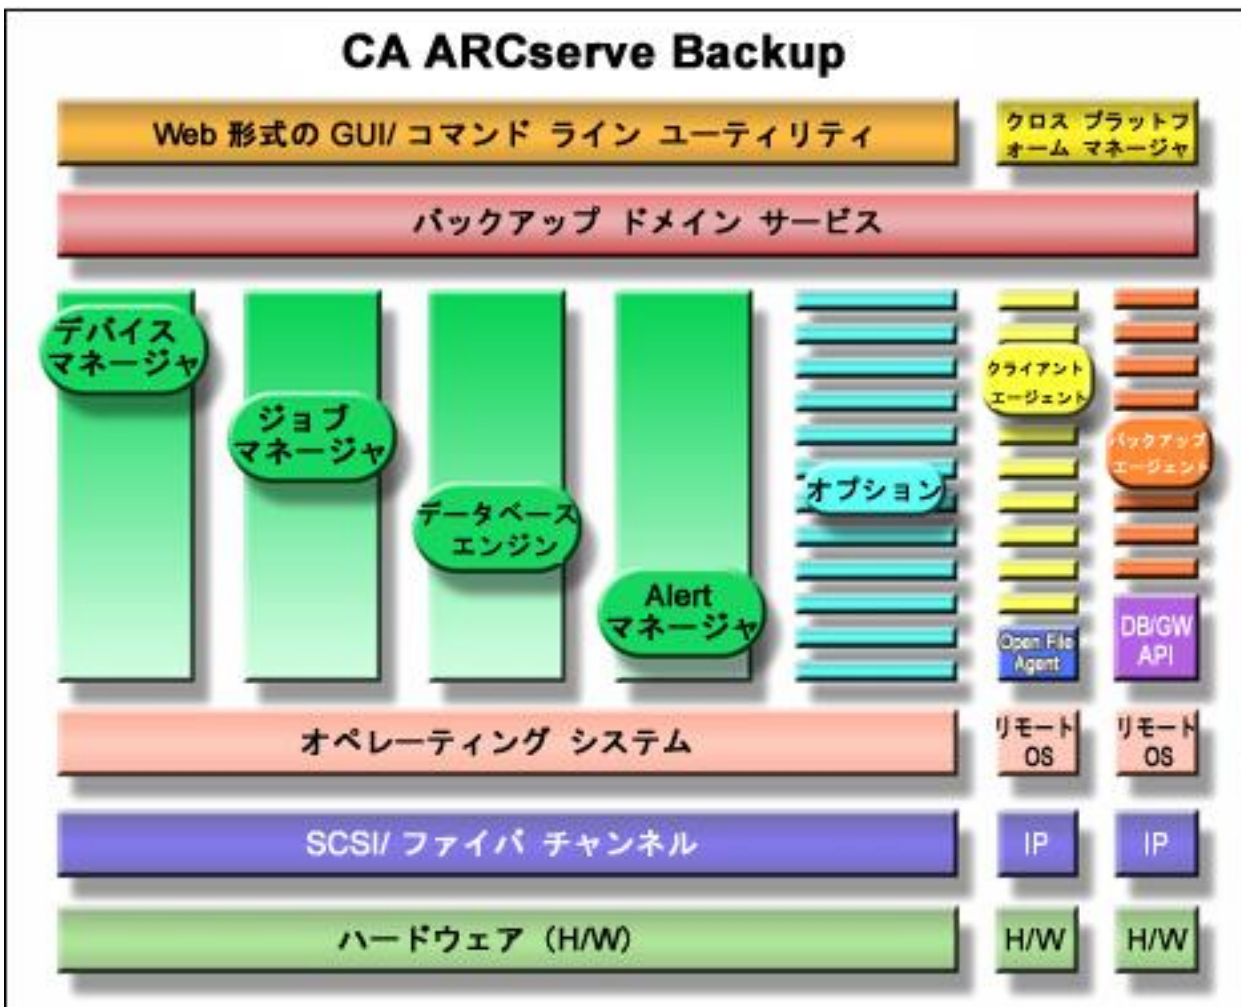 CA ARCserve Backup
Web 形式の GUI/ コマンド ライン ユーティリティ
クロス プラットフ
ォーム マネージャ
バックアップ ドメイン サービス
デバイス
マネージャ
ジョブ
マネージャ
データベース
エンジン
Alert
マネージャ
オプション
クライアント
エージェント
バックアップ
エージェント
Open File
Agent
DB/GW
API
オペレーティング システム
リモート
OS
リモート
OS
SCSI/ ファイバ チャンネル
IP
IP
ハードウェア (H/W)
H/W
H/W